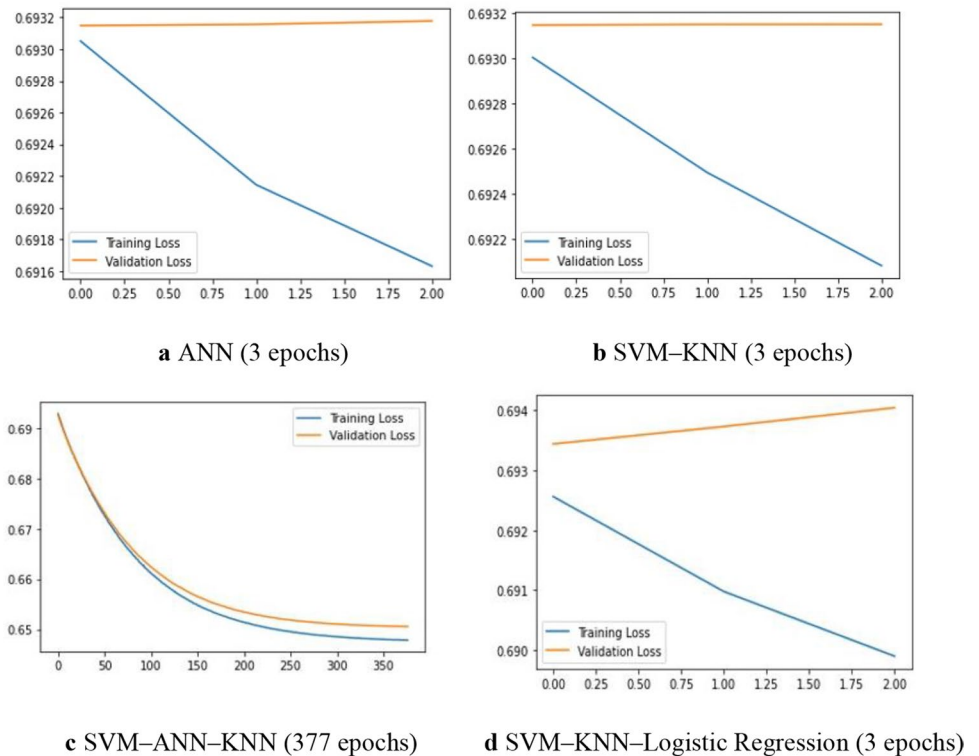 0.6932
0.6930
0.6928
0.6926
0.6924
0.6922
0.6920
0.6918
0.6916
Training Loss
Validation Loss
0.00 0.25 0.50 0.75 1.00 1.25 1.50 1.75 2.00
a ANN (3 epochs)
0.6932
0.6930
0.6928
0.6926
0.6924
0.6922
Training Loss
Validation Loss
0.00 0.25 0.50 0.75 1.00 1.25 1.50 1.75 2.00
b SVM–KNN (3 epochs)
0.69
0.68
0.67
0.66
0.65
Training Loss
Validation Loss
0 50 100 150 200 250 300 350
c SVM–ANN–KNN (377 epochs)
0.694
0.693
0.692
0.691
0.690
Training Loss
Validation Loss
0.00 0.25 0.50 0.75 1.00 1.25 1.50 1.75 2.00
d SVM–KNN–Logistic Regression (3 epochs)